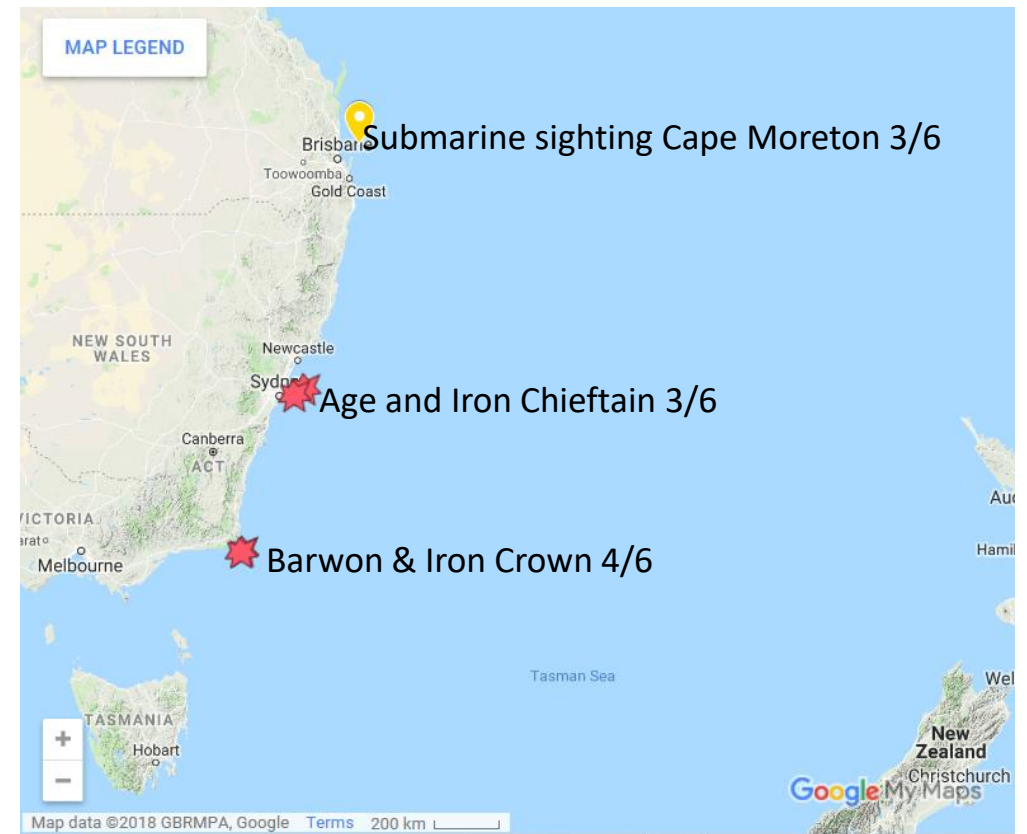 MAP LEGEND
Submarine sighting Cape Moreton 3/6
Brisbane
Toowoomba
Gold Coast
NEW SOUTH
WALES
Newcastle
Sydney
Age and Iron Chieftain 3/6
Canberra
ACT
VICTORIA
arat
Melbourne
Barwon & Iron Crown 4/6
Auc
Hamil
Tasman Sea
Wel
TASMANIA
Hobart
New
Zealand
Christchurch
+
−
Google My Maps
Map data ©2018 GBRMPA, Google Terms 200 km